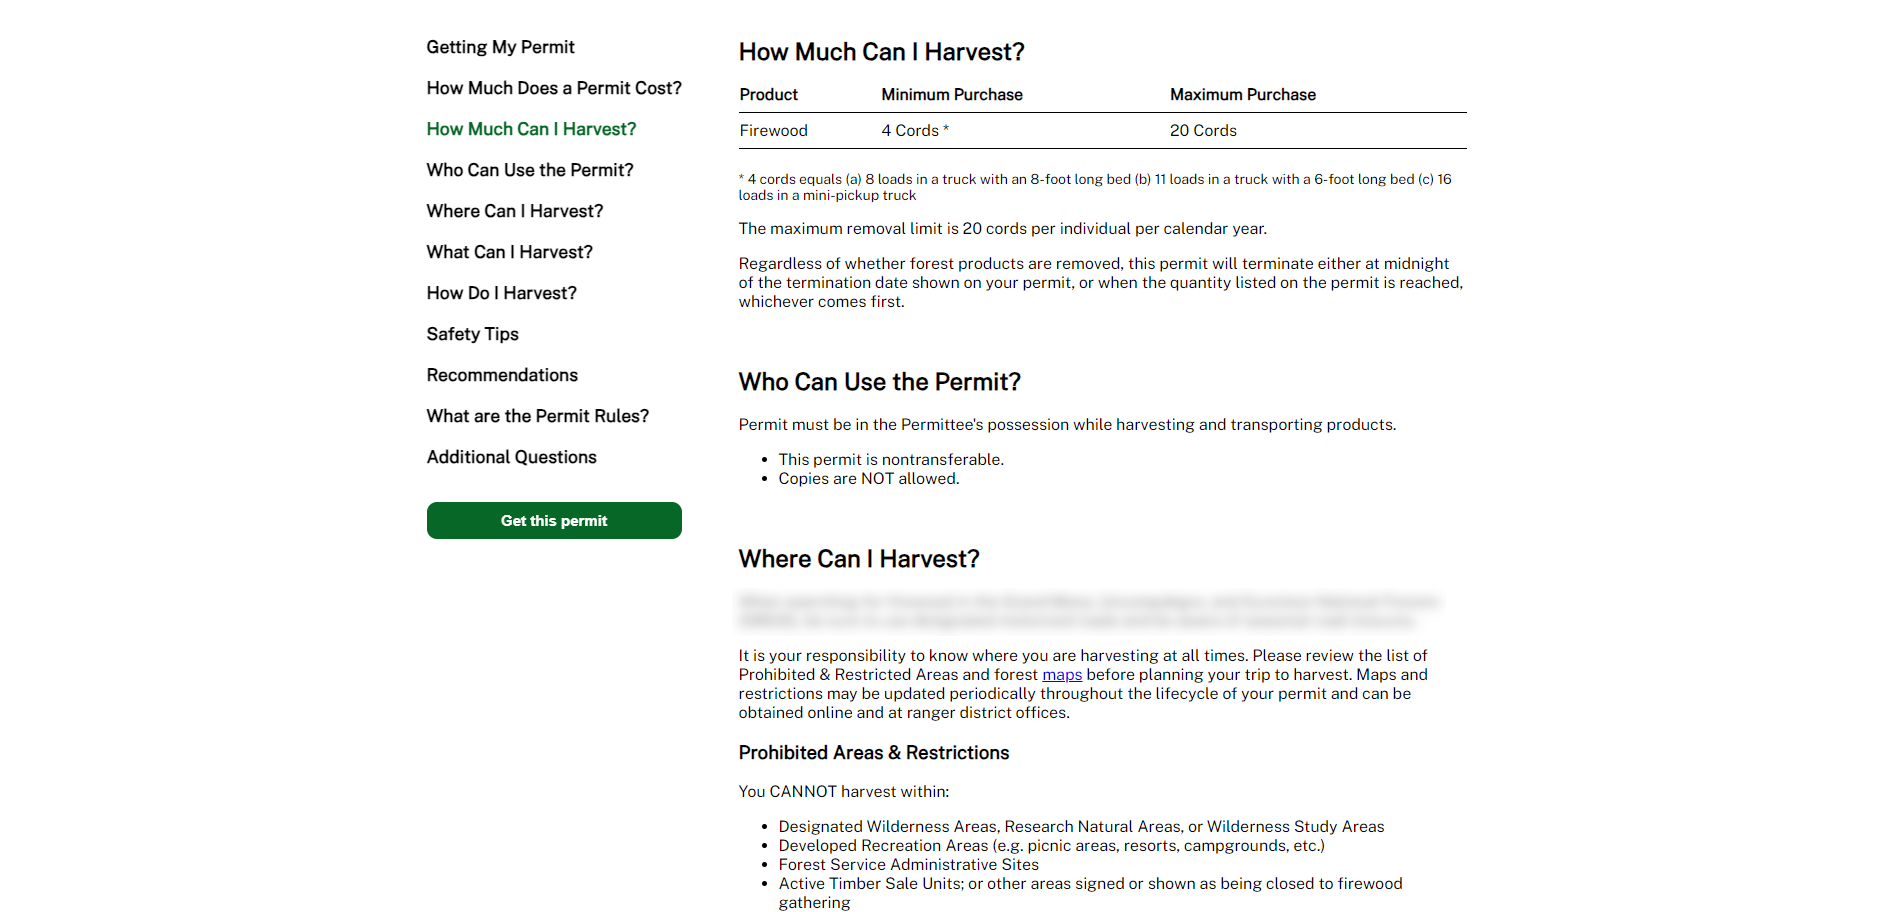 Getting My Permit
How Much Does a Permit Cost?
How Much Can I Harvest?
Who Can Use the Permit?
Where Can I Harvest?
What Can I Harvest?
How Do I Harvest?
Safety Tips
Recommendations
What are the Permit Rules?
Additional Questions
Get this permit
How Much Can I Harvest?
Product Minimum Purchase Maximum Purchase
Firewood 4 Cords * 20 Cords
* 4 cords equals (a) 8 loads in a truck with an 8-foot long bed (b) 11 loads in a truck with a 6-foot long bed (c) 16
loads in a mini-pickup truck
The maximum removal limit is 20 cords per individual per calendar year.
Regardless of whether forest products are removed, this permit will terminate either at midnight
of the termination date shown on your permit, or when the quantity listed on the permit is reached,
whichever comes first.
Who Can Use the Permit?
Permit must be in the Permittee's possession while harvesting and transporting products.
• This permit is nontransferable.
• Copies are NOT allowed.
Where Can I Harvest?
It is your responsibility to know where you are harvesting at all times. Please review the list of
Prohibited & Restricted Areas and forest maps before planning your trip to harvest. Maps and
restrictions may be updated periodically throughout the lifecycle of your permit and can be
obtained online and at ranger district offices.
Prohibited Areas & Restrictions
You CANNOT harvest within:
• Designated Wilderness Areas, Research Natural Areas, or Wilderness Study Areas
• Developed Recreation Areas (e.g. picnic areas, resorts, campgrounds, etc.)
• Forest Service Administrative Sites
• Active Timber Sale Units; or other areas signed or shown as being closed to firewood
gathering